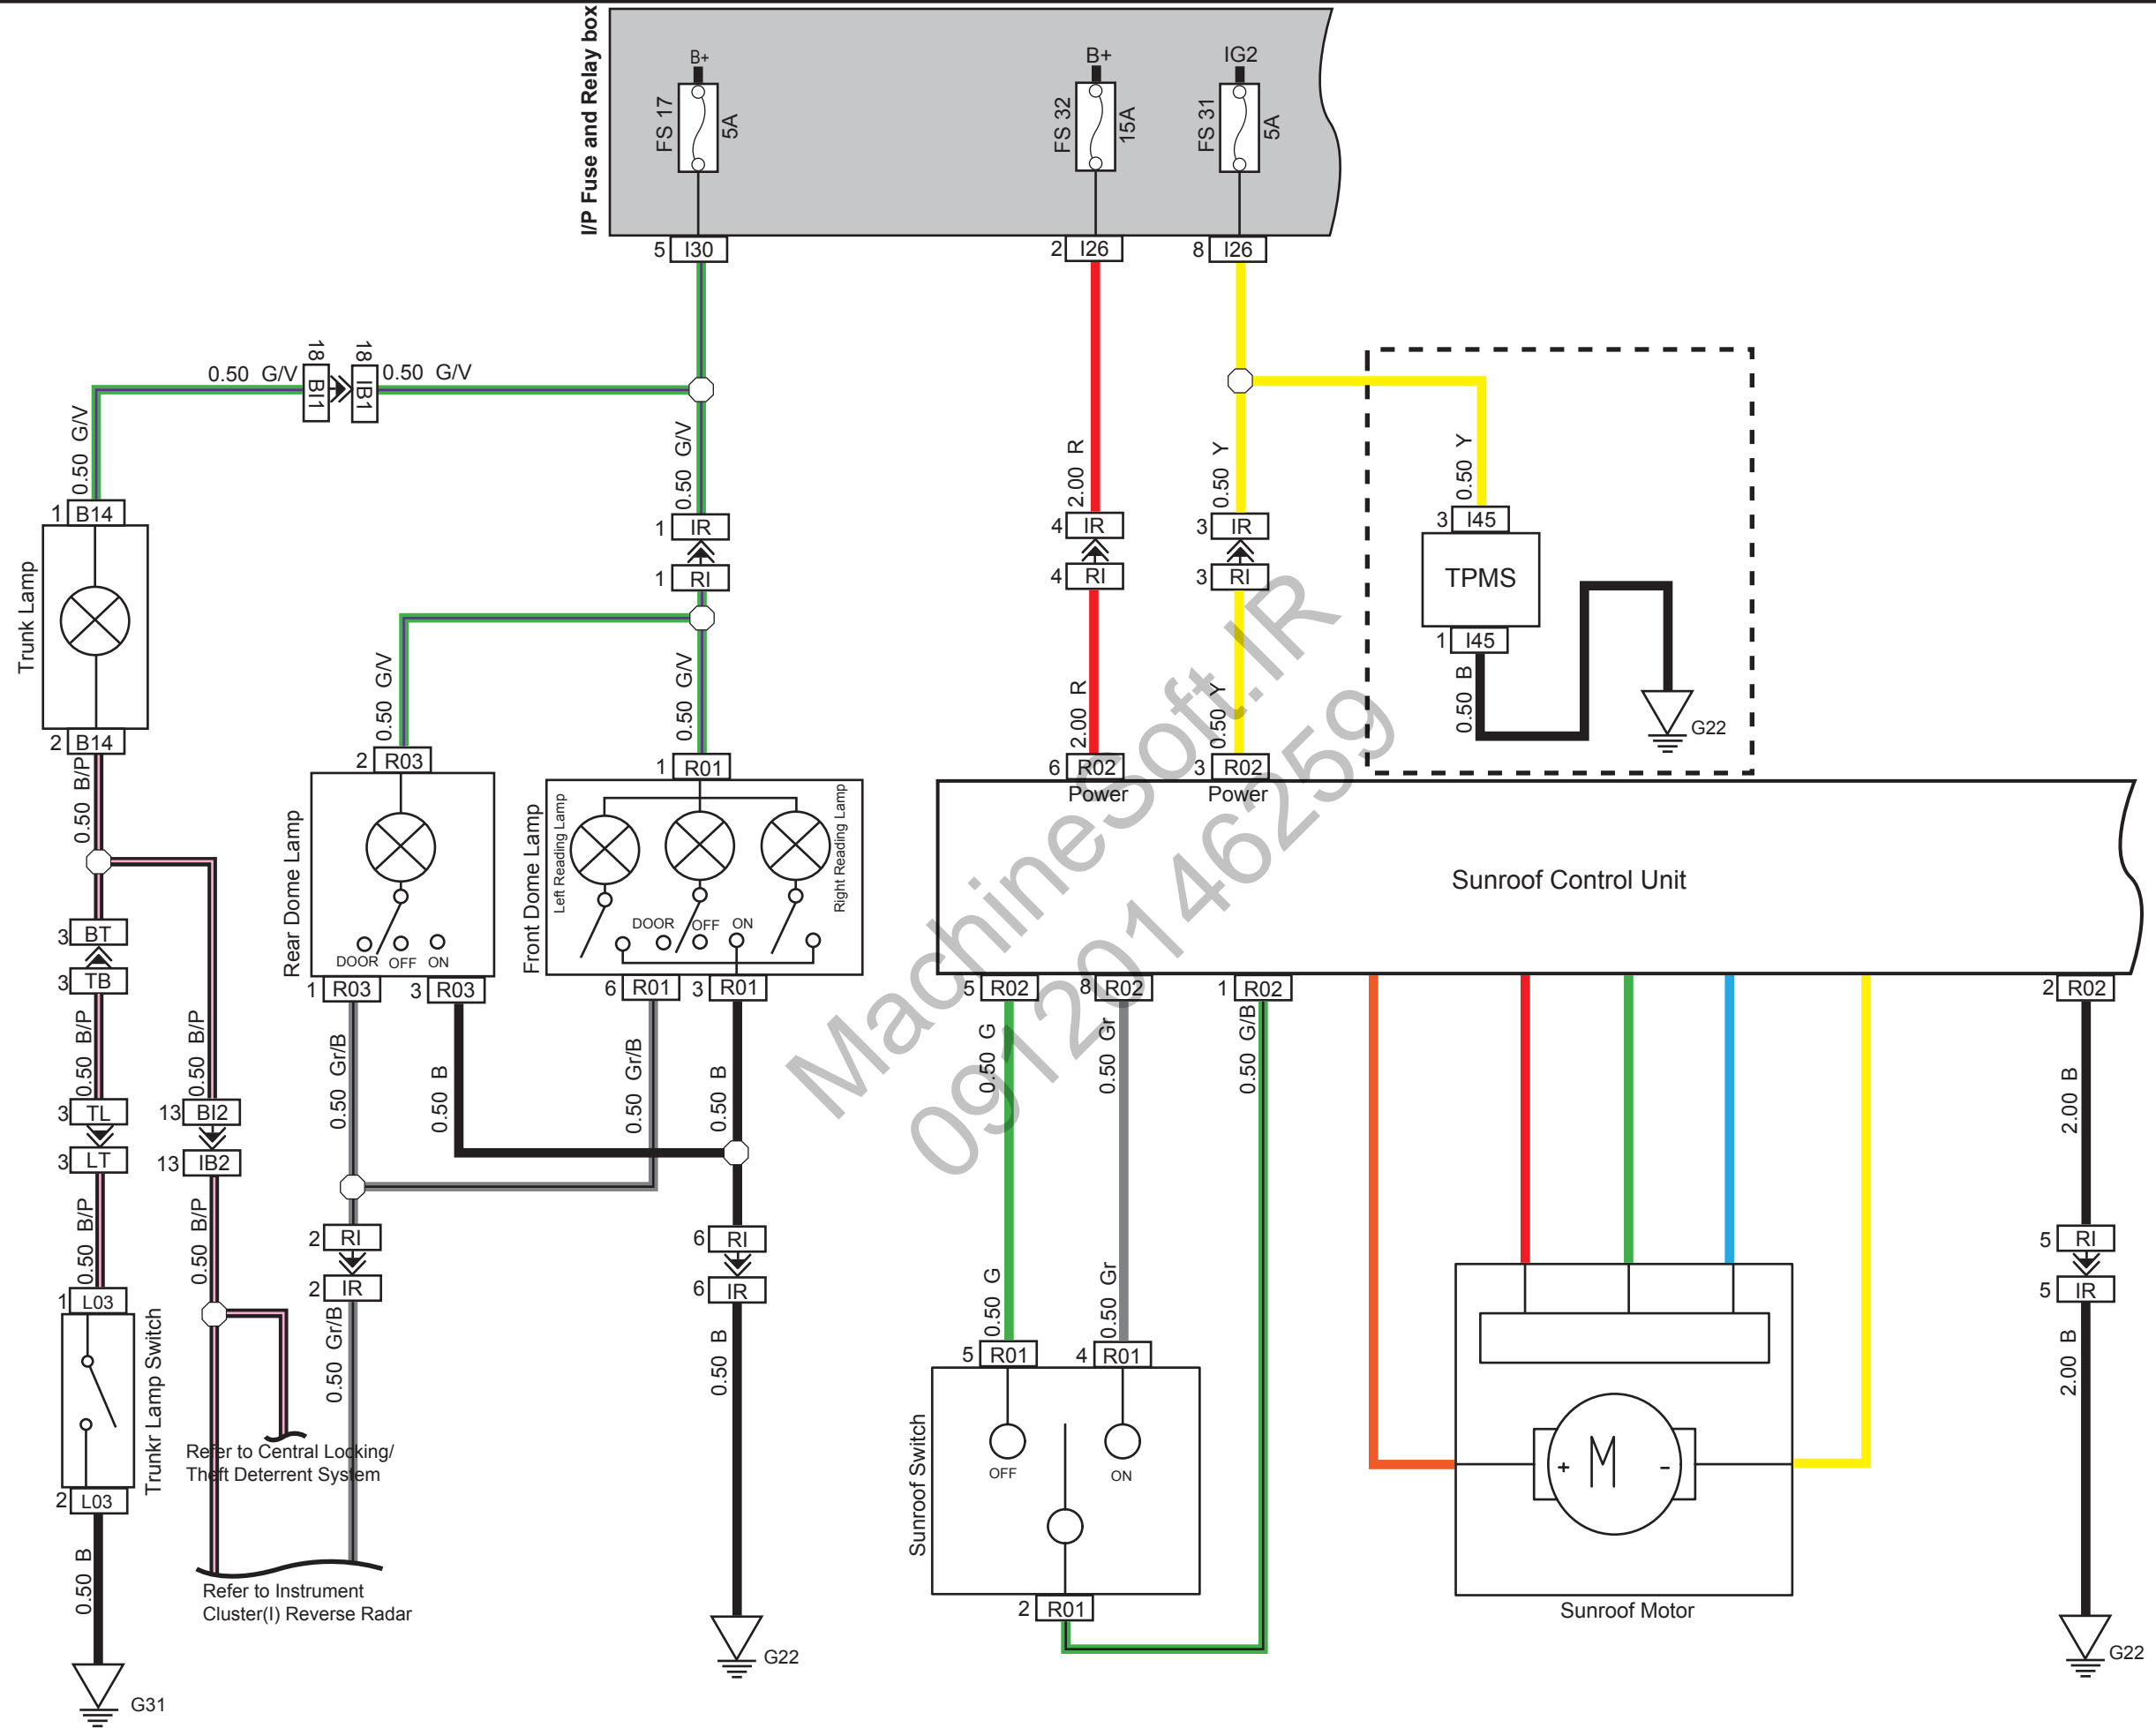 I/P Fuse and Relay box
B+
FS 17
5A
B+
FS 32
15A
IG2
FS 31
5A
5 I30
2 I26
8 I26
0.50 G/V
18 BI1
18 IB1
0.50 G/V
0.50 G/V
0.50 G/V
2.00 R
0.50 Y
0.50 Y
1 B14
Trunk Lamp
2 B14
1 IR
1 RI
4 IR
4 RI
3 IR
3 RI
3 I45
TPMS
1 I45
0.50 B
G22
0.50 G/V
0.50 G/V
2.00 R
0.50 Y
0.50 B/P
2 R03
1 R01
6 R02
3 R02
Power
Power
Rear Dome Lamp
DOOR
OFF
ON
Front Dome Lamp
Left Reading Lamp
Right Reading Lamp
DOOR
OFF
ON
Sunroof Control Unit
3 BT
3 TB
1 R03
3 R03
6 R01
3 R01
5 R02
8 R02
1 R02
2 R02
0.50 B/P
0.50 B/P
0.50 Gr/B
0.50 B
0.50 Gr/B
0.50 B
0.50 G
0.50 Gr
0.50 G/B
2.00 B
3 TL
3 LT
13 BI2
13 IB2
0.50 B/P
0.50 B/P
2 RI
2 IR
6 RI
6 IR
5 RI
5 IR
0.50 Gr/B
0.50 B
0.50 G
0.50 Gr
2.00 B
1 L03
Trunkr Lamp Switch
2 L03
0.50 B
G31
Refer to Central Locking/
Theft Deterrent System
Refer to Instrument
Cluster(I) Reverse Radar
G22
5 R01
4 R01
Sunroof Switch
OFF
ON
2 R01
+ M -
Sunroof Motor
G22
MachineSoft.IR
09120146259